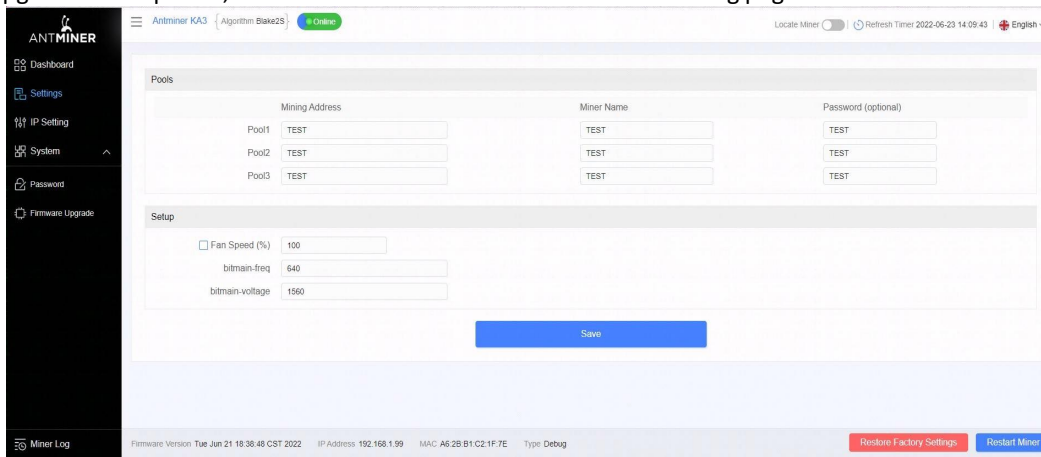 ANTMINER
Antminer KA3 { Algorithm Blake2S } Online
Locate Miner Refresh Timer 2022-06-23 14:09:43 English
Dashboard
Settings
IP Setting
System
Password
Firmware Upgrade
Pools
Mining Address Miner Name Password (optional)
Pool1 TEST TEST TEST
Pool2 TEST TEST TEST
Pool3 TEST TEST TEST
Setup
Fan Speed (%) 100
bitmain-freq 640
bitmain-voltage 1560
Save
Miner Log
Firmware Version Tue Jun 21 18:38:48 CST 2022 IP Address 192.168.1.99 MAC A6:2B:B1:C2:1F:7E Type Debug
Restore Factory Settings Restart Miner